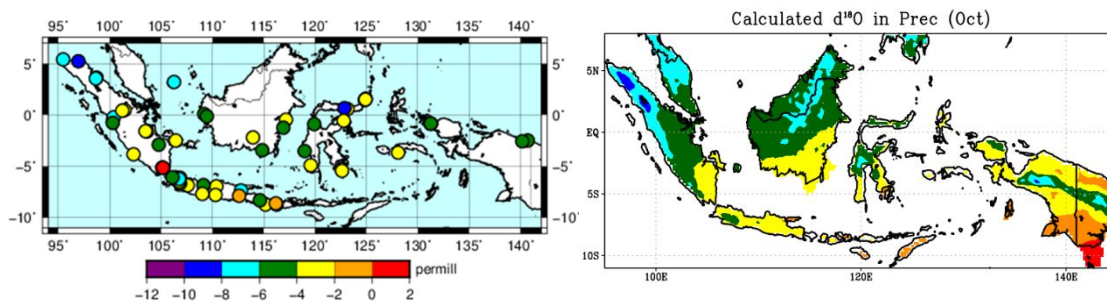 95° 100° 105° 110° 115° 120° 125° 130° 135° 140°
5° 5°
0° 0°
-5° -5°
-10° -10°
95° 100° 105° 110° 115° 120° 125° 130° 135° 140°
-12 -10 -8 -6 -4 -2 0 2 permill
Calculated d¹⁸O in Prec (Oct)
5N
EQ
5S
10S
100E 120E 140E